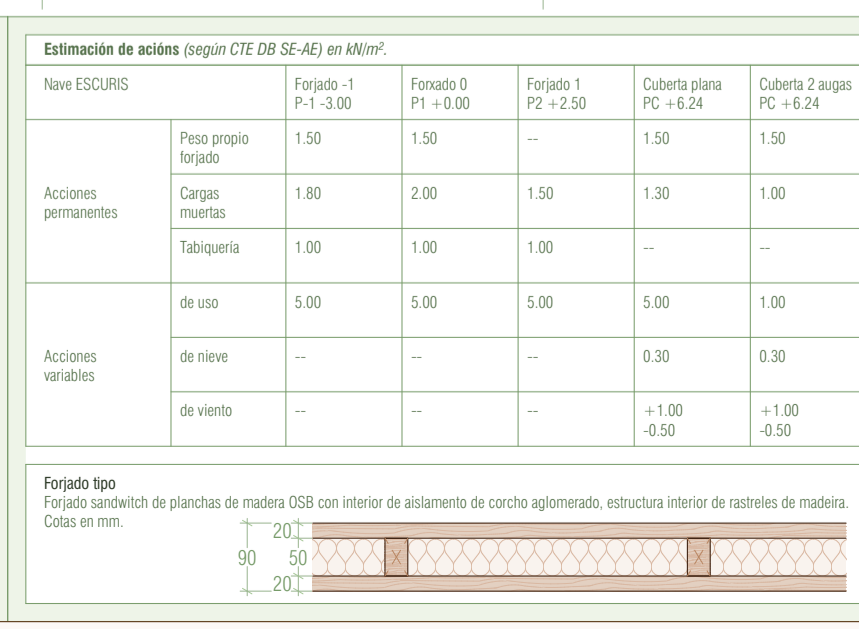 Estimación de acións (según CTE DB SE-AE) en kN/m².
Nave ESCURIS
Forjado -1
P-1 -3.00
Forxado 0
P1 +0.00
Forjado 1
P2 +2.50
Cuberta plana
PC +6.24
Cuberta 2 augas
PC +6.24
Acciones
permanentes
Peso propio
forjado
1.50 1.50 -- 1.50 1.50
Cargas
muertas
1.80 2.00 1.50 1.30 1.00
Tabiquería 1.00 1.00 1.00 -- --
Acciones
variables
de uso 5.00 5.00 5.00 5.00 1.00
de nieve -- -- -- 0.30 0.30
de viento -- -- -- +1.00 +1.00
-0.50 -0.50
Forjado tipo
Forjado sandwitch de planchas de madera OSB con interior de aislamento de corcho aglomerado, estructura interior de rastreles de madeira.
Cotas en mm.
20
90 50
20